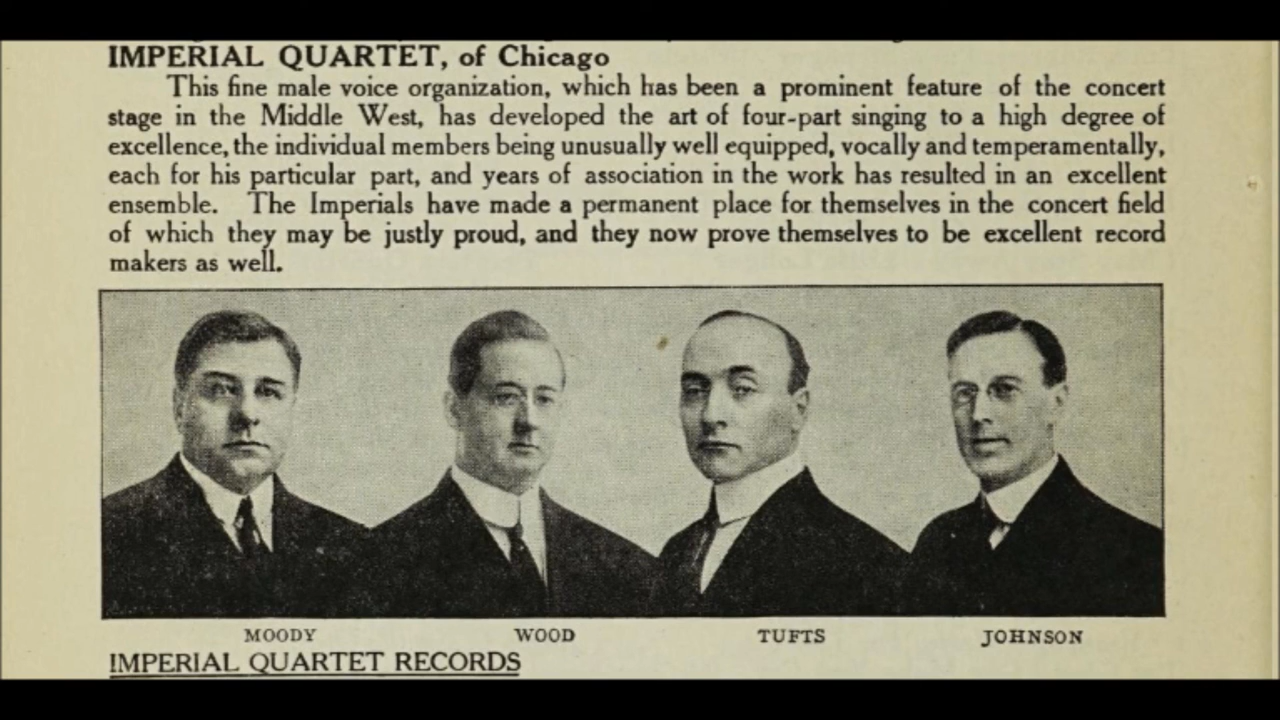 IMPERIAL QUARTET, of Chicago
This fine male voice organization, which has been a prominent feature of the concert
stage in the Middle West, has developed the art of four-part singing to a high degree of
excellence, the individual members being unusually well equipped, vocally and temperamentally,
each for his particular part, and years of association in the work has resulted in an excellent
ensemble. The Imperials have made a permanent place for themselves in the concert field
of which they may be justly proud, and they now prove themselves to be excellent record
makers as well.
MOODY WOOD TUFTS JOHNSON
IMPERIAL QUARTET RECORDS